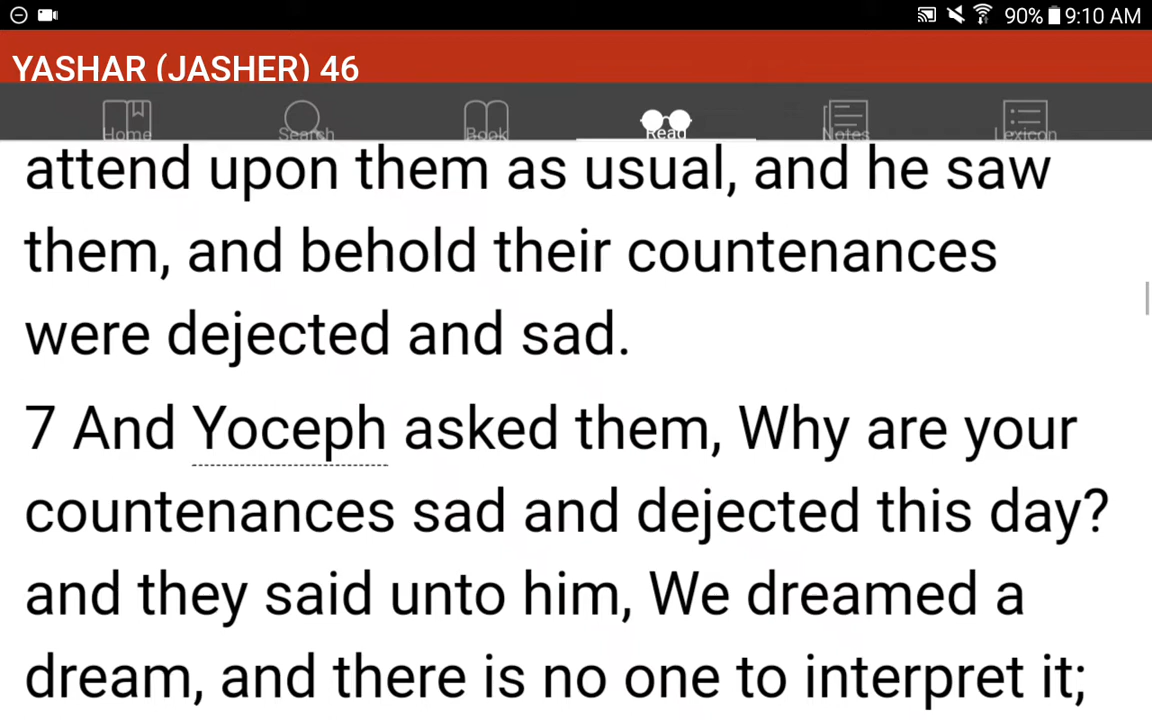 90% 9:10 AM
YASHAR (JASHER) 46
Home Search Book Read Notes Lexicon
attend upon them as usual, and he saw
them, and behold their countenances
were dejected and sad.
7 And Yoceph asked them, Why are your
countenances sad and dejected this day?
and they said unto him, We dreamed a
dream, and there is no one to interpret it;